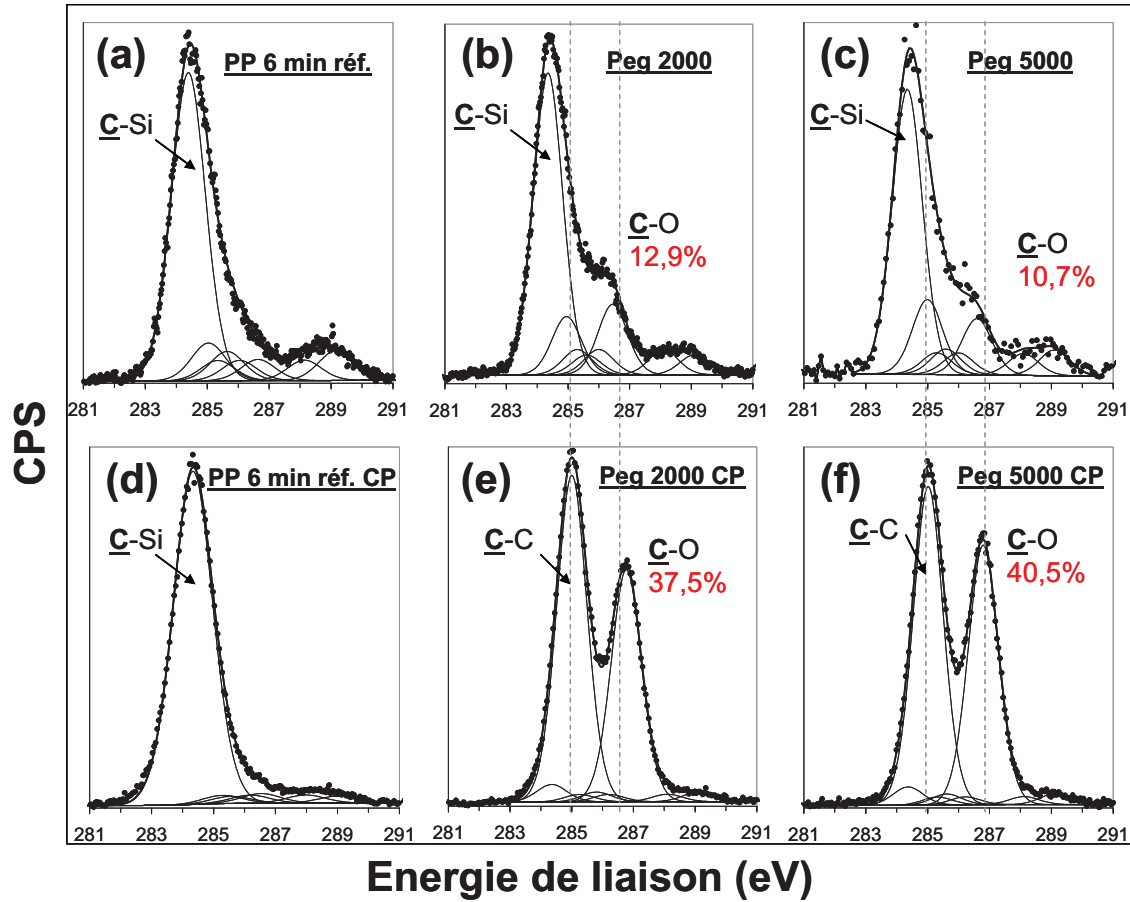 (a) PP 6 min réf.
C-Si
281 283 285 287 289 291
(b) Peg 2000
C-Si
C-O
12,9%
281 283 285 287 289 291
(c) Peg 5000
C-Si
C-O
10,7%
281 283 285 287 289 291
CPS
(d) PP 6 min réf. CP
C-Si
281 283 285 287 289 291
(e) Peg 2000 CP
C-C
C-O
37,5%
281 283 285 287 289 291
(f) Peg 5000 CP
C-C
C-O
40,5%
281 283 285 287 289 291
Energie de liaison (eV)